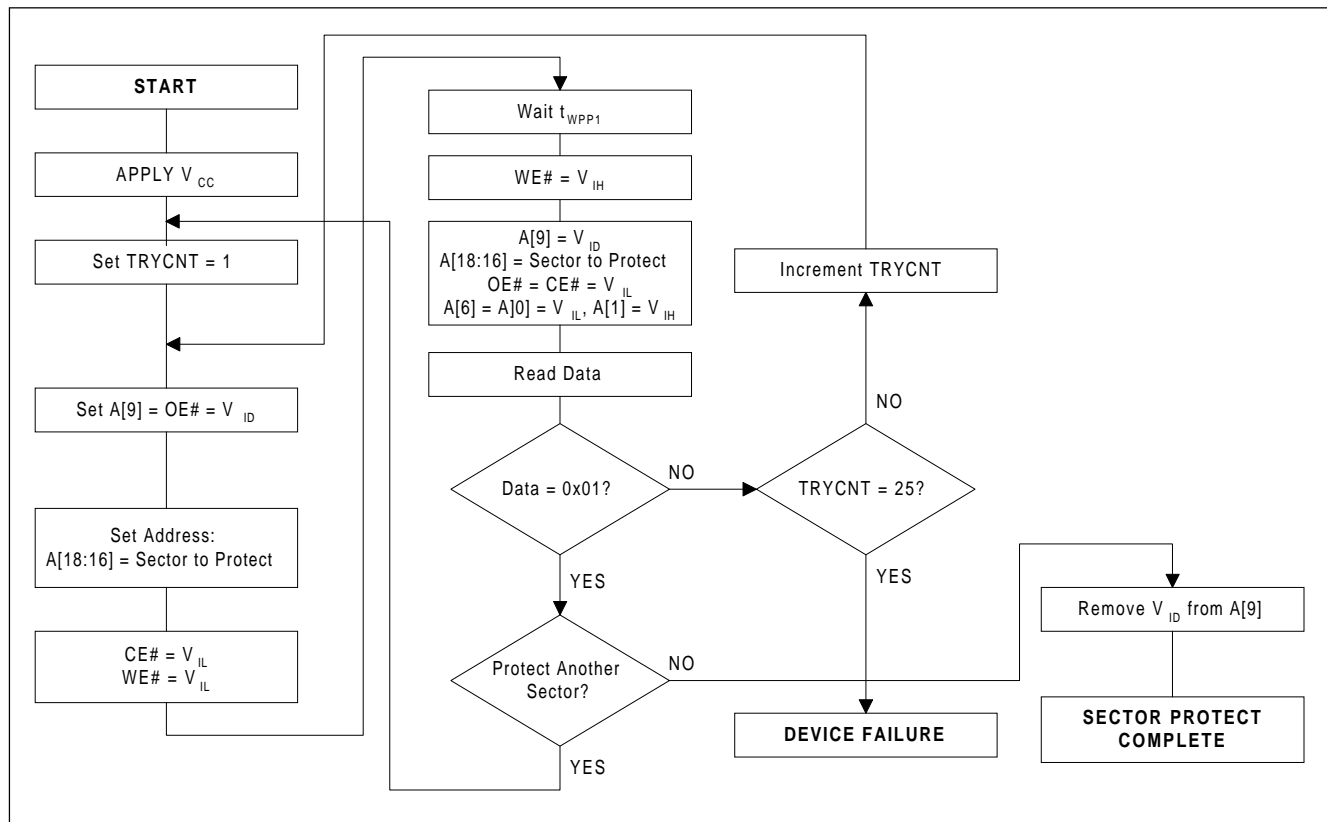 START
APPLY V CC
Set TRYCNT = 1
Set A[9] = OE# = V ID
Set Address:
A[18:16] = Sector to Protect
CE# = V IL
WE# = V IL
Wait t WPP1
WE# = V IH
A[9] = V ID
A[18:16] = Sector to Protect
OE# = CE# = V IL
A[6] = A]0] = V IL, A[1] = V IH
Read Data
Data = 0x01?
NO
YES
Protect Another
Sector?
NO
YES
Increment TRYCNT
NO
TRYCNT = 25?
YES
DEVICE FAILURE
Remove V ID from A[9]
SECTOR PROTECT
COMPLETE